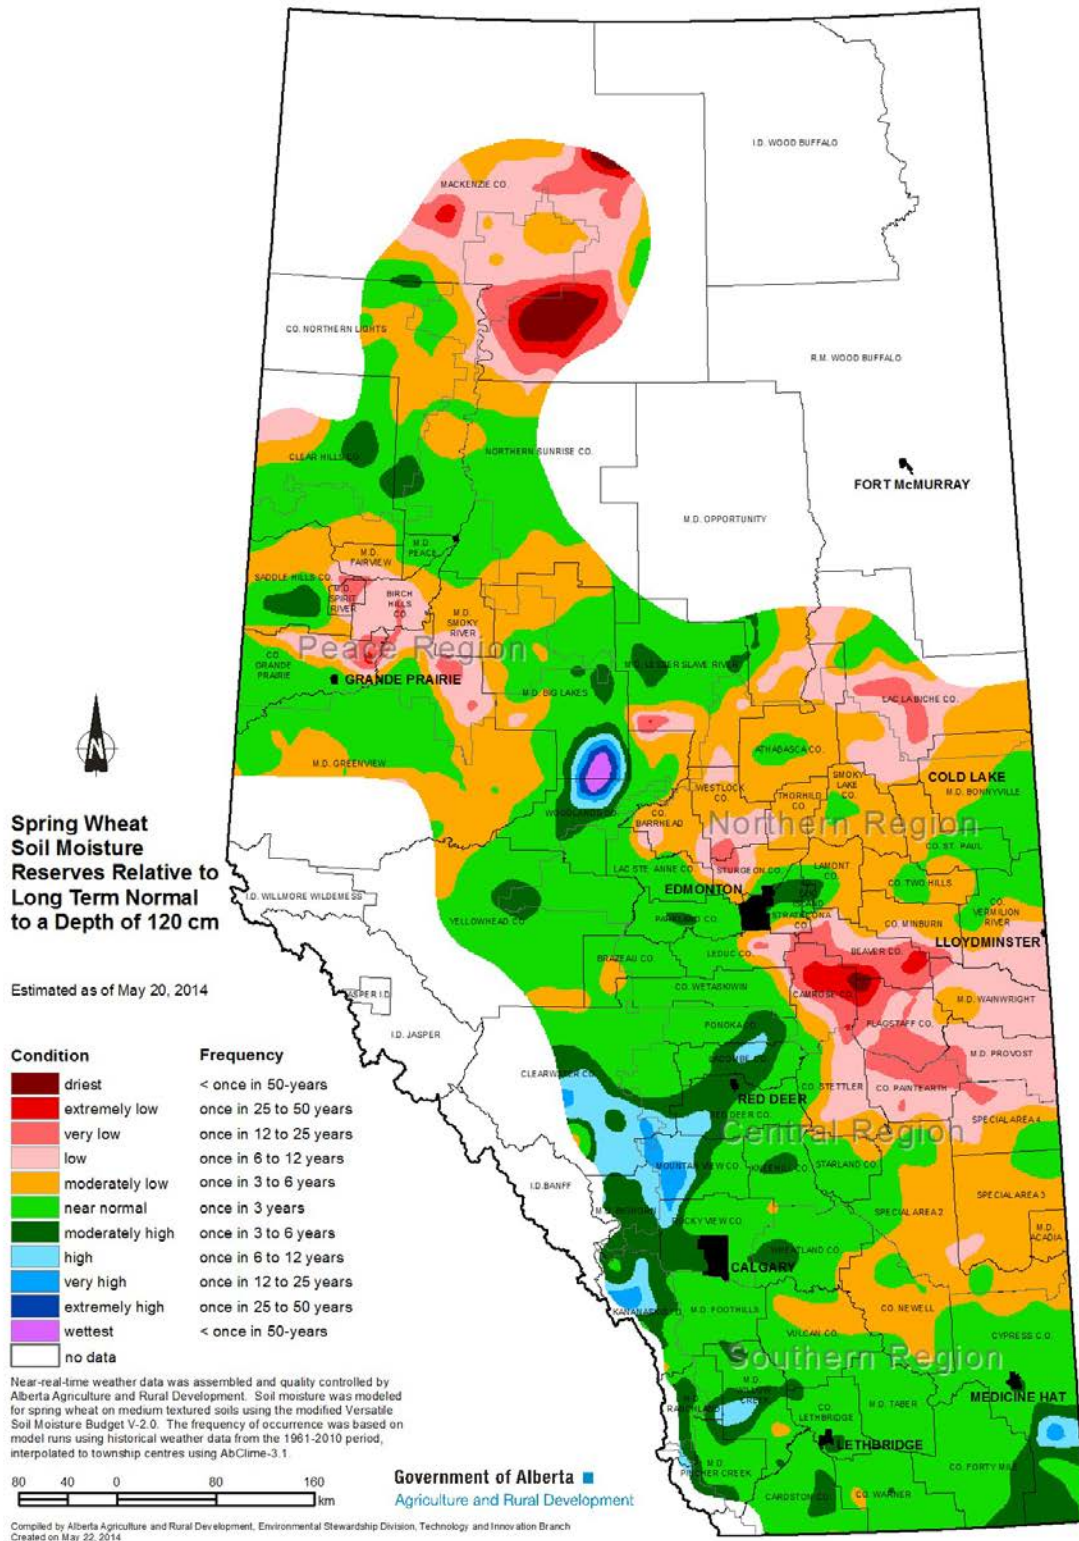 I.D. WOOD BUFFALO
MACKENZIE CO.
CO. NORTHERN LIGHTS
R.M. WOOD BUFFALO
CLEAR HILLS CO.
NORTHERN SUNRISE CO.
FORT McMURRAY
M.D. OPPORTUNITY
M.D. PEACE
M.D. FAIRVIEW
SADDLE HILLS CO.
M.D. SPIRIT RIVER
BIRCH HILLS CO.
M.D. SMOKY RIVER
Peace Region
CO. GRANDE PRAIRIE
GRANDE PRAIRIE
M.D. LESSER SLAVE RIVER
M.D. BIG LAKES
LAC LA BICHE CO.
ATHABASCA CO.
M.D. GREENVIEW
SMOKY LAKE CO.
COLD LAKE
M.D. BONNYVILLE
WESTLOCK CO.
THORHILD CO.
WOODLANDS CO.
CO. BARRHEAD
Northern Region
CO. ST. PAUL
LAC STE. ANNE CO.
STURGEON CO.
LAMONT CO.
CO. TWO HILLS
I.D. WILLMORE WILDERNESS
EDMONTON
ISLAND
CO. VERMILION RIVER
YELLOWHEAD CO.
PARKLAND CO.
STRATHCONA CO.
CO. MINBURN
LLOYDMINSTER
BRAZEAU CO.
LEDUC CO.
BEAVER CO.
CO. WETASKIWIN
CAMROSE CO.
M.D. WAINWRIGHT
JASPER I.D.
I.D. JASPER
PONOKA CO.
FLAGSTAFF CO.
M.D. PROVOST
LACOMBE CO.
CLEARWATER CO.
CO. STETTLER
CO. PAINTEARTH
RED DEER
RED DEER CO.
SPECIAL AREA 4
Central Region
MOUNTAIN VIEW CO.
KNEEHILL CO.
STARLAND CO.
I.D. BANFF
SPECIAL AREA 3
M.D. BIGHORN
ROCKY VIEW CO.
SPECIAL AREA 2
M.D. ACADIA
WHEATLAND CO.
CALGARY
KANANASKIS I.D.
M.D. FOOTHILLS
CO. NEWELL
VULCAN CO.
CYPRESS CO.
Southern Region
MEDICINE HAT
M.D. WILLOW CREEK
M.D. RANCHLAND
CO. LETHBRIDGE
M.D. TABER
LETHBRIDGE
M.D. PINCHER CREEK
CO. FORTY MILE
CARDSTON CO.
CO. WARNER
N
Spring Wheat
Soil Moisture
Reserves Relative to
Long Term Normal
to a Depth of 120 cm
Estimated as of May 20, 2014
Condition Frequency
driest < once in 50-years
extremely low once in 25 to 50 years
very low once in 12 to 25 years
low once in 6 to 12 years
moderately low once in 3 to 6 years
near normal once in 3 years
moderately high once in 3 to 6 years
high once in 6 to 12 years
very high once in 12 to 25 years
extremely high once in 25 to 50 years
wettest < once in 50-years
no data
Near-real-time weather data was assembled and quality controlled by
Alberta Agriculture and Rural Development. Soil moisture was modeled
for spring wheat on medium textured soils using the modified Versatile
Soil Moisture Budget V-2.0. The frequency of occurrence was based on
model runs using historical weather data from the 1961-2010 period,
interpolated to township centres using AbClime-3.1.
80 40 0 80 160
km
Government of Alberta
Agriculture and Rural Development
Compiled by Alberta Agriculture and Rural Development, Environmental Stewardship Division, Technology and Innovation Branch
Created on May 22, 2014